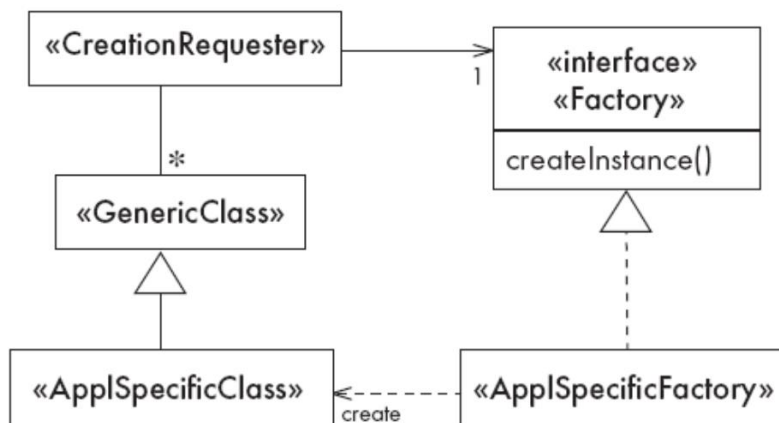 «CreationRequester»
1
«interface»
«Factory»
createInstance()
*
«GenericClass»
«ApplSpecificClass»
create
«ApplSpecificFactory»